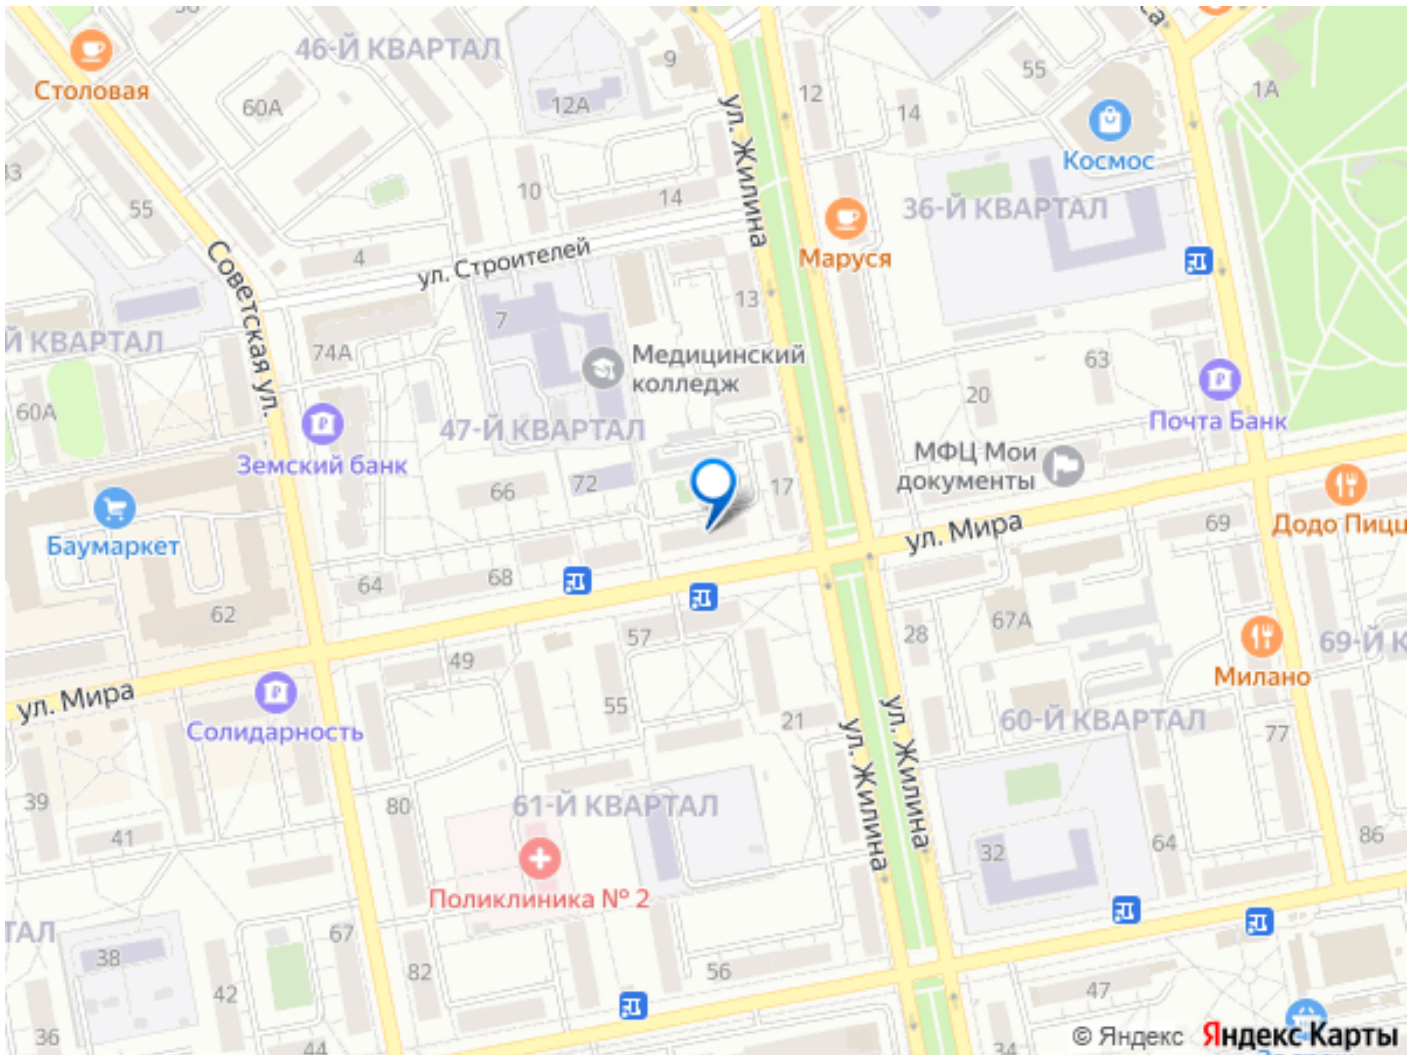 46-Й КВАРТАЛ
Столовая
60А
12А
9
12
14
55
1А
ул. Жилина
Космос
55
10
14
36-Й КВАРТАЛ
4
ул. Строителей
Маруся
Советская ул.
13
7
Й КВАРТАЛ
74А
Медицинский
колледж
63
20
60А
Почта Банк
47-Й КВАРТАЛ
Земский банк
МФЦ Мои
документы
66
72
17
Баумаркет
ул. Мира
69
Додо Пицц
64
68
62
57
28
67А
69-Й К
49
Милано
ул. Мира
Солидарность
55
21
60-Й КВАРТАЛ
77
ул. Жилина
ул. Жилина
39
80
61-Й КВАРТАЛ
41
86
64
32
Поликлиника № 2
ТАЛ
67
38
82
56
42
47
36
44
34
© Яндекс Яндекс Карты